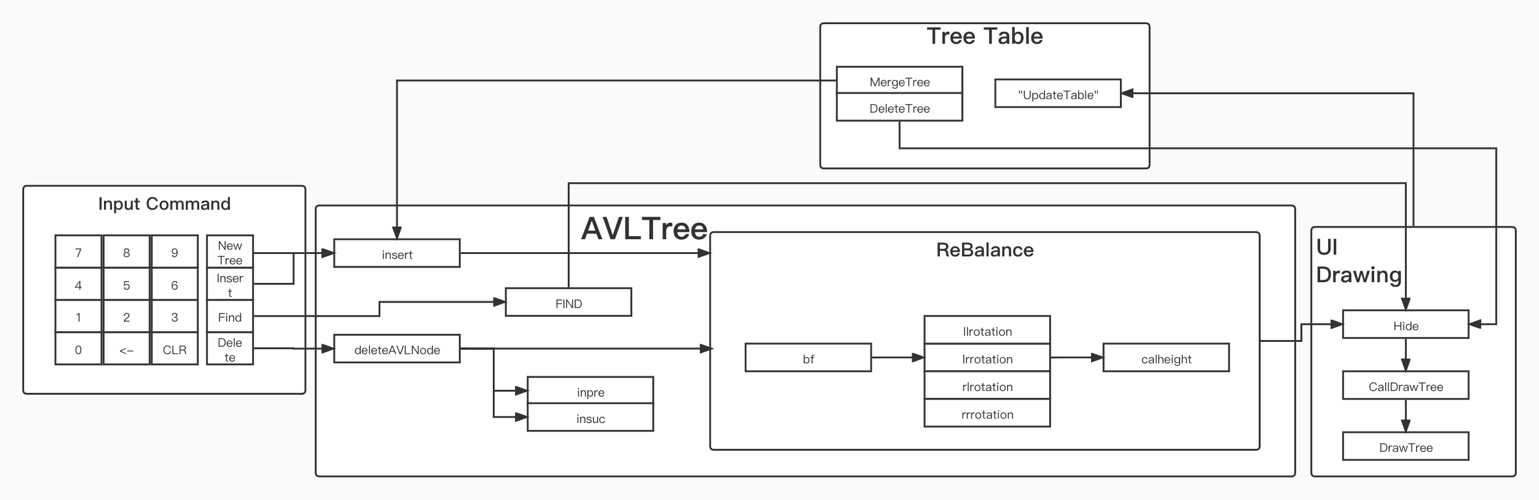 Tree Table
MergeTree
DeleteTree
"UpdateTable"
Input Command
7 8 9
4 5 6
1 2 3
0 <- CLR
New
Tree
Inser
t
Find
Dele
te
AVLTree
insert
FIND
deleteAVLNode
inpre
insuc
ReBalance
bf
llrotation
lrrotation
rlrotation
rrrotation
calheight
UI
Drawing
Hide
CallDrawTree
DrawTree